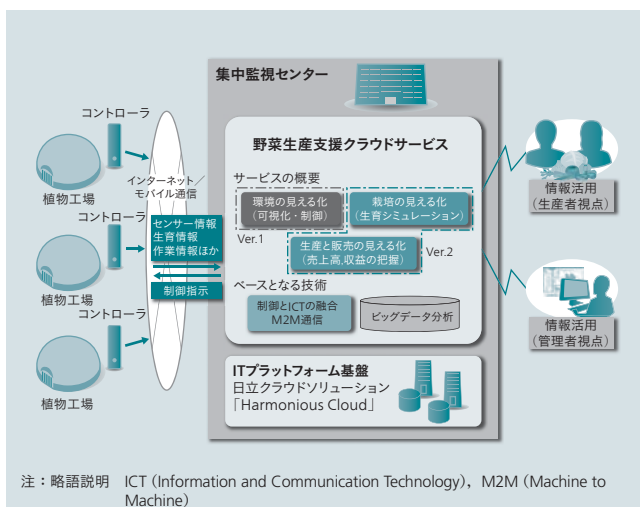 集中監視センター
コントローラ
植物工場
コントローラ
植物工場
コントローラ
植物工場
インターネット／
モバイル通信
センサー情報
生育情報
作業情報ほか
制御指示
野菜生産支援クラウドサービス
サービスの概要
環境の見える化
（可視化・制御）
栽培の見える化
（生育シミュレーション）
Ver.1
生産と販売の見える化
（売上高,収益の把握）
Ver.2
ベースとなる技術
制御とICTの融合
M2M通信
ビッグデータ分析
ITプラットフォーム基盤
日立クラウドソリューション
「Harmonious Cloud」
情報活用
（生産者視点）
情報活用
（管理者視点）
注：略語説明　ICT（Information and Communication Technology），M2M（Machine to
Machine）